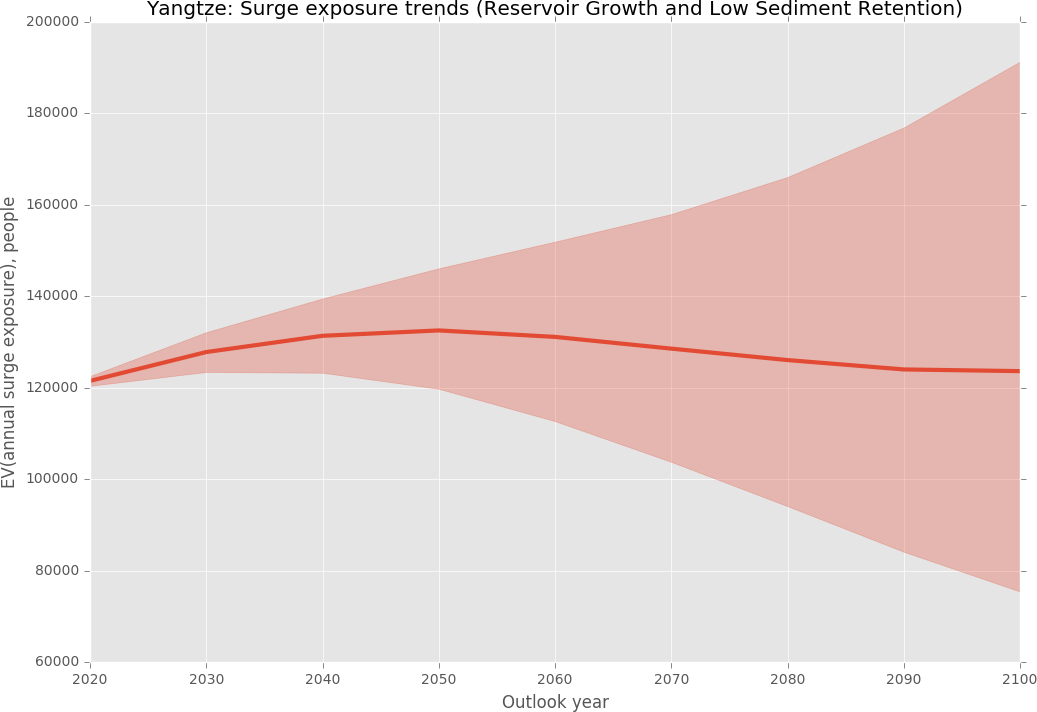 Yangtze: Surge exposure trends (Reservoir Growth and Low Sediment Retention)
200000
180000
160000
140000
120000
100000
80000
60000
EV(annual surge exposure), people
2020 2030 2040 2050 2060 2070 2080 2090 2100
Outlook year